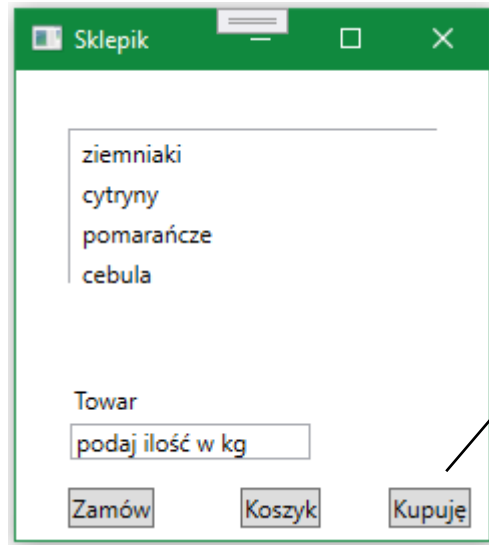 Sklepik
ziemniaki
cytryny
pomarańcze
cebula
Towar
podaj ilość w kg
Zamów Koszyk Kupuję